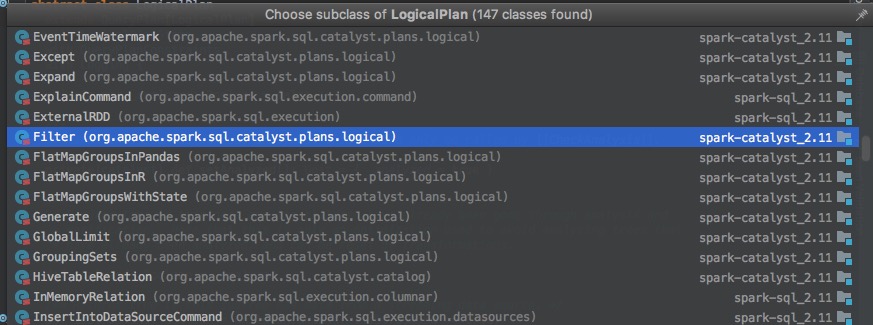 Choose subclass of LogicalPlan (147 classes found)
EventTimeWatermark (org.apache.spark.sql.catalyst.plans.logical) spark-catalyst_2.11
Except (org.apache.spark.sql.catalyst.plans.logical) spark-catalyst_2.11
Expand (org.apache.spark.sql.catalyst.plans.logical) spark-catalyst_2.11
ExplainCommand (org.apache.spark.sql.execution.command) spark-sql_2.11
ExternalRDD (org.apache.spark.sql.execution) spark-sql_2.11
Filter (org.apache.spark.sql.catalyst.plans.logical) spark-catalyst_2.11
FlatMapGroupsInPandas (org.apache.spark.sql.catalyst.plans.logical) spark-catalyst_2.11
FlatMapGroupsInR (org.apache.spark.sql.catalyst.plans.logical) spark-catalyst_2.11
FlatMapGroupsWithState (org.apache.spark.sql.catalyst.plans.logical) spark-catalyst_2.11
Generate (org.apache.spark.sql.catalyst.plans.logical) spark-catalyst_2.11
GlobalLimit (org.apache.spark.sql.catalyst.plans.logical) spark-catalyst_2.11
GroupingSets (org.apache.spark.sql.catalyst.plans.logical) spark-catalyst_2.11
HiveTableRelation (org.apache.spark.sql.catalyst.catalog) spark-catalyst_2.11
InMemoryRelation (org.apache.spark.sql.execution.columnar) spark-sql_2.11
InsertIntoDataSourceCommand (org.apache.spark.sql.execution.datasources) spark-sql_2.11